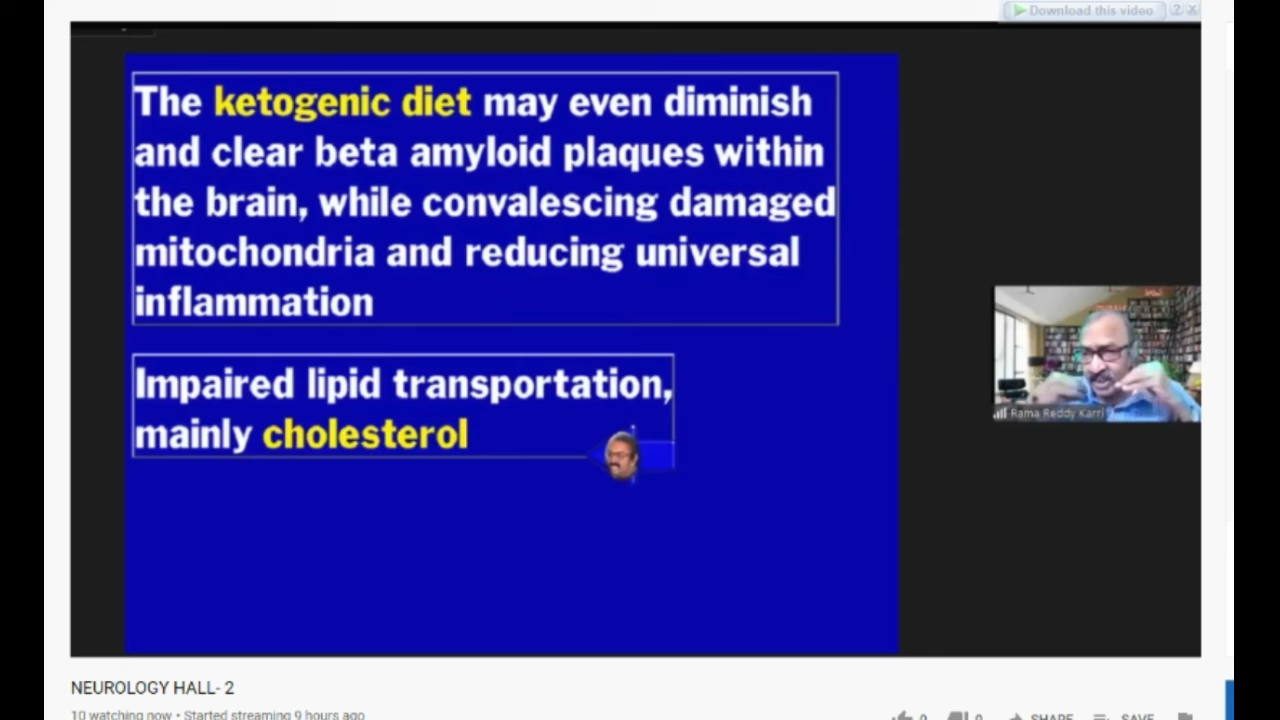 Download this video
The ketogenic diet may even diminish
and clear beta amyloid plaques within
the brain, while convalescing damaged
mitochondria and reducing universal
inflammation
Impaired lipid transportation,
mainly cholesterol
Rama Reddy Karri
NEUROLOGY HALL- 2
10 watching now • Started streaming 9 hours ago
0 0 SHARE SAVE